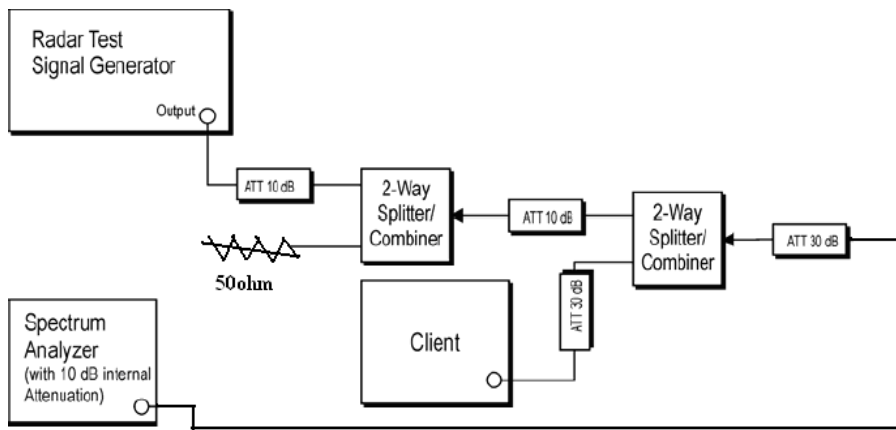 Radar Test
Signal Generator
Output
ATT 10 dB
2-Way
Splitter/
Combiner
ATT 10 dB
2-Way
Splitter/
Combiner
ATT 30 dB
50ohm
ATT 30 dB
Client
Spectrum
Analyzer
(with 10 dB internal
Attenuation)